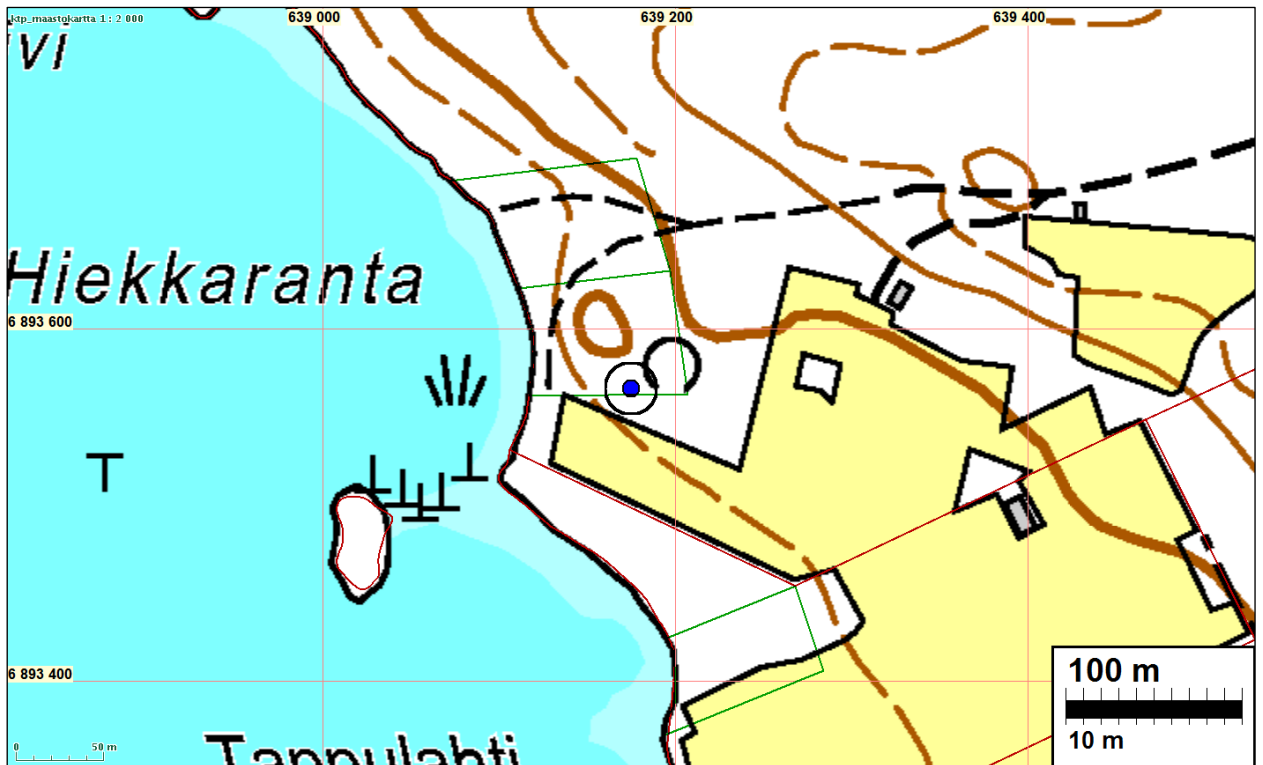 ktp_maastokartta 1 : 2 000
639 000
639 200
639 400
Hiekkaranta
6 893 600
6 893 400
Tappulahti
100 m
10 m
0 50 m